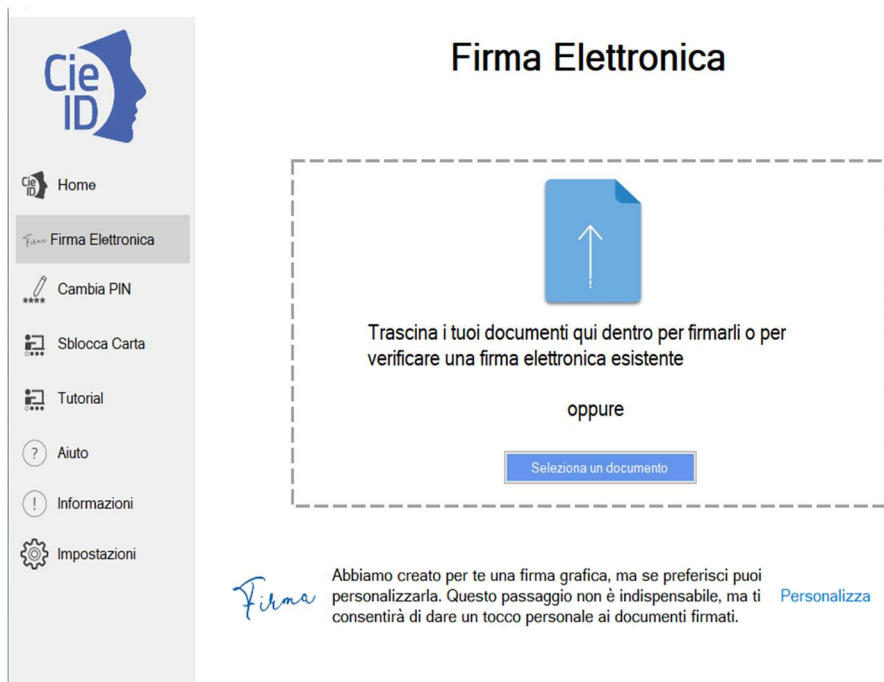 Cie
ID
Firma Elettronica
Cie
ID
Home
Firma
Firma Elettronica
****
Cambia PIN
Sblocca Carta
Tutorial
?
Aiuto
!
Informazioni
Impostazioni
Trascina i tuoi documenti qui dentro per firmarli o per
verificare una firma elettronica esistente
oppure
Seleziona un documento
Firma
Abbiamo creato per te una firma grafica, ma se preferisci puoi
personalizzarla. Questo passaggio non è indispensabile, ma ti
consentirà di dare un tocco personale ai documenti firmati.
Personalizza